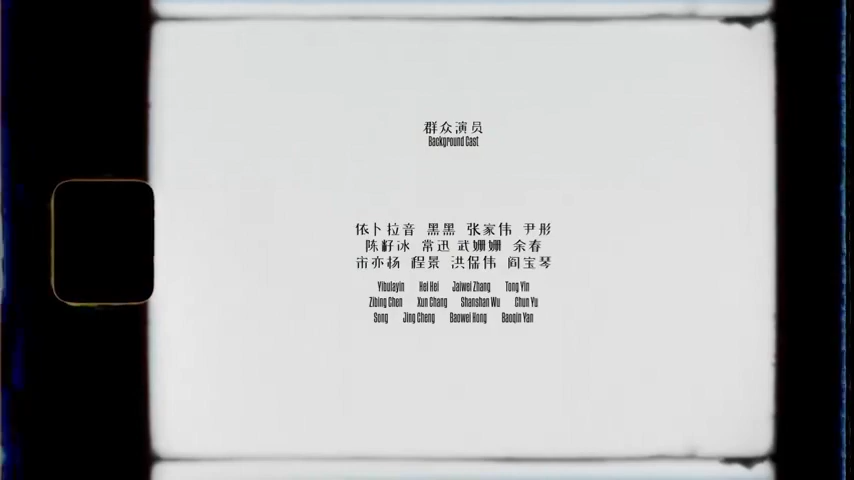 群众演员
Background Cast
依卜拉音 黑黑 张家伟 尹彤
陈籽冰 常迅 武姗姗 余春
市亦杨 程景 洪保伟 阎宝琴
Yibulayin Hei Hei Jaiwei Zhang Tong Yin
Zibing Chen Xun Chang Shanshan Wu Chun Yu
Song Jing Cheng Baowei Hong Baoqin Yan